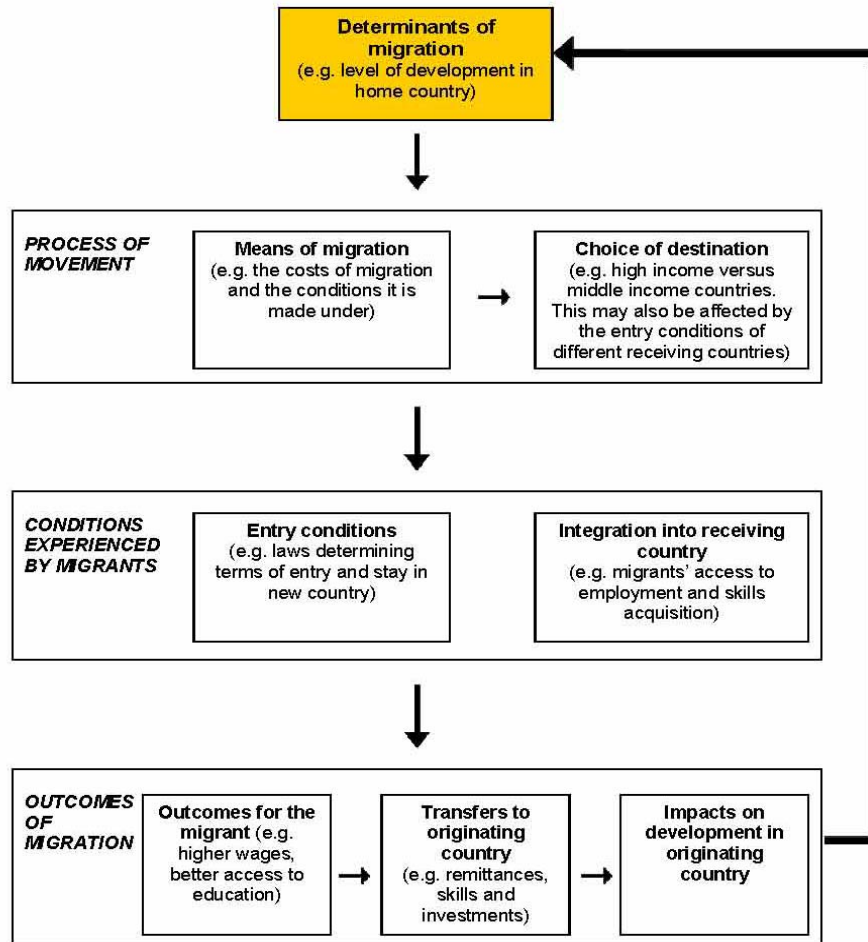 Determinants of
migration
(e.g. level of development in
home country)
PROCESS OF
MOVEMENT
Means of migration
(e.g. the costs of migration
and the conditions it is
made under)
Choice of destination
(e.g. high income versus
middle income countries.
This may also be affected by
the entry conditions of
different receiving countries)
CONDITIONS
EXPERIENCED
BY MIGRANTS
Entry conditions
(e.g. laws determining
terms of entry and stay in
new country)
Integration into receiving
country
(e.g. migrants' access to
employment and skills
acquisition)
OUTCOMES
OF
MIGRATION
Outcomes for the
migrant (e.g.
higher wages,
better access to
education)
Transfers to
originating
country
(e.g. remittances,
skills and
investments)
Impacts on
development in
originating
country